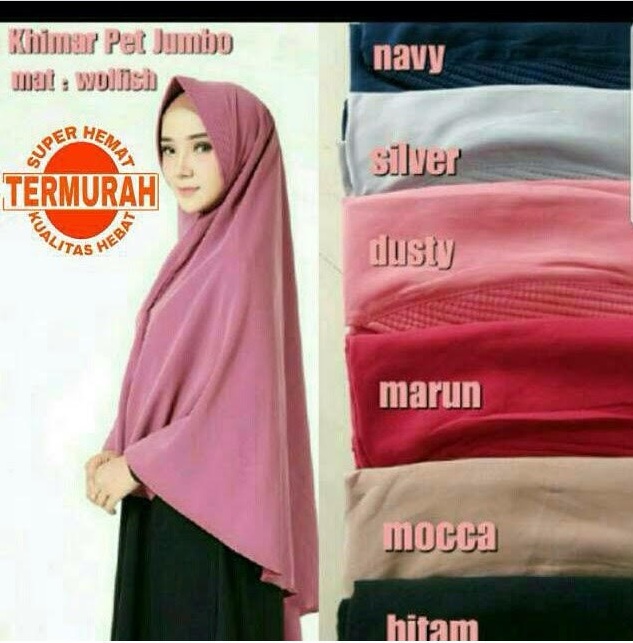 Khimar Pet Jumbo
mat : wolfish
SUPER HEMAT
TERMURAH
KUALITAS HEBAT
navy
silver
dusty
marun
mocca
hitam